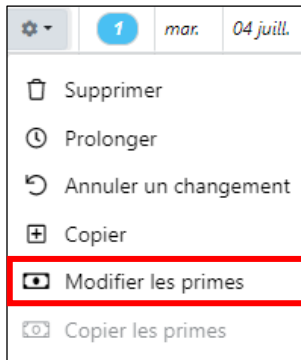 1 mar. 04 juill.
Supprimer
Prolonger
Annuler un changement
Copier
Modifier les primes
Copier les primes